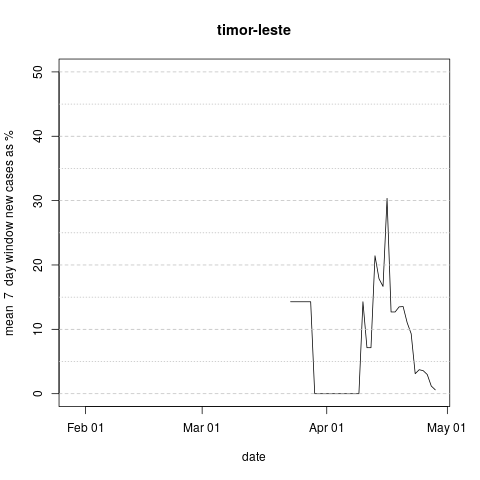 timor-leste
mean 7 day window new cases as %
50
40
30
20
10
0
Feb 01
Mar 01
Apr 01
May 01
date